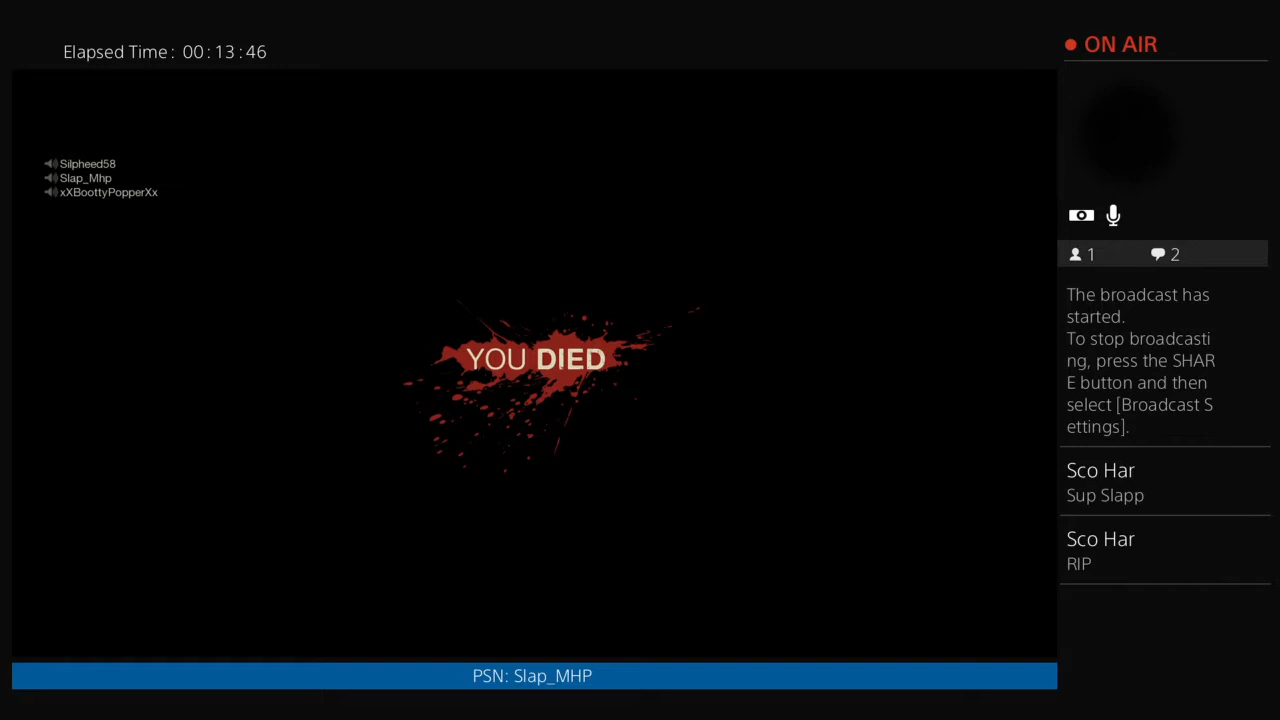 Elapsed Time: 00:13:46
ON AIR
Silpheed58
Slap_Mhp
xXBoottyPopperXx
1 2
The broadcast has
started.
To stop broadcasti
ng, press the SHAR
E button and then
select [Broadcast S
ettings].
YOU DIED
Sco Har
Sup Slapp
Sco Har
RIP
PSN: Slap_MHP